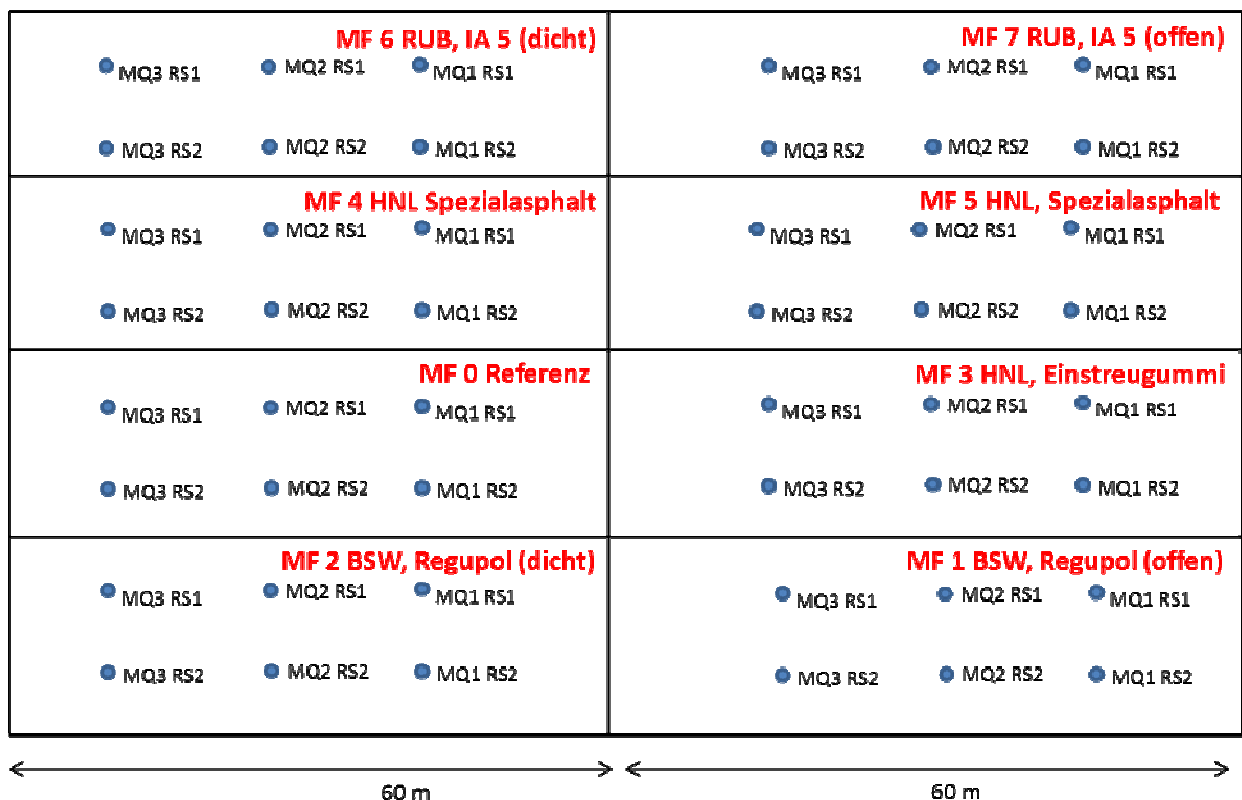 MF 6 RUB, IA 5 (dicht)
MQ3 RS1 MQ2 RS1 MQ1 RS1
MQ3 RS2 MQ2 RS2 MQ1 RS2
MF 7 RUB, IA 5 (offen)
MQ3 RS1 MQ2 RS1 MQ1 RS1
MQ3 RS2 MQ2 RS2 MQ1 RS2
MF 4 HNL Spezialasphalt
MQ3 RS1 MQ2 RS1 MQ1 RS1
MQ3 RS2 MQ2 RS2 MQ1 RS2
MF 5 HNL, Spezialasphalt
MQ3 RS1 MQ2 RS1 MQ1 RS1
MQ3 RS2 MQ2 RS2 MQ1 RS2
MF 0 Referenz
MQ3 RS1 MQ2 RS1 MQ1 RS1
MQ3 RS2 MQ2 RS2 MQ1 RS2
MF 3 HNL, Einstreugummi
MQ3 RS1 MQ2 RS1 MQ1 RS1
MQ3 RS2 MQ2 RS2 MQ1 RS2
MF 2 BSW, Regupol (dicht)
MQ3 RS1 MQ2 RS1 MQ1 RS1
MQ3 RS2 MQ2 RS2 MQ1 RS2
MF 1 BSW, Regupol (offen)
MQ3 RS1 MQ2 RS1 MQ1 RS1
MQ3 RS2 MQ2 RS2 MQ1 RS2
60 m
60 m